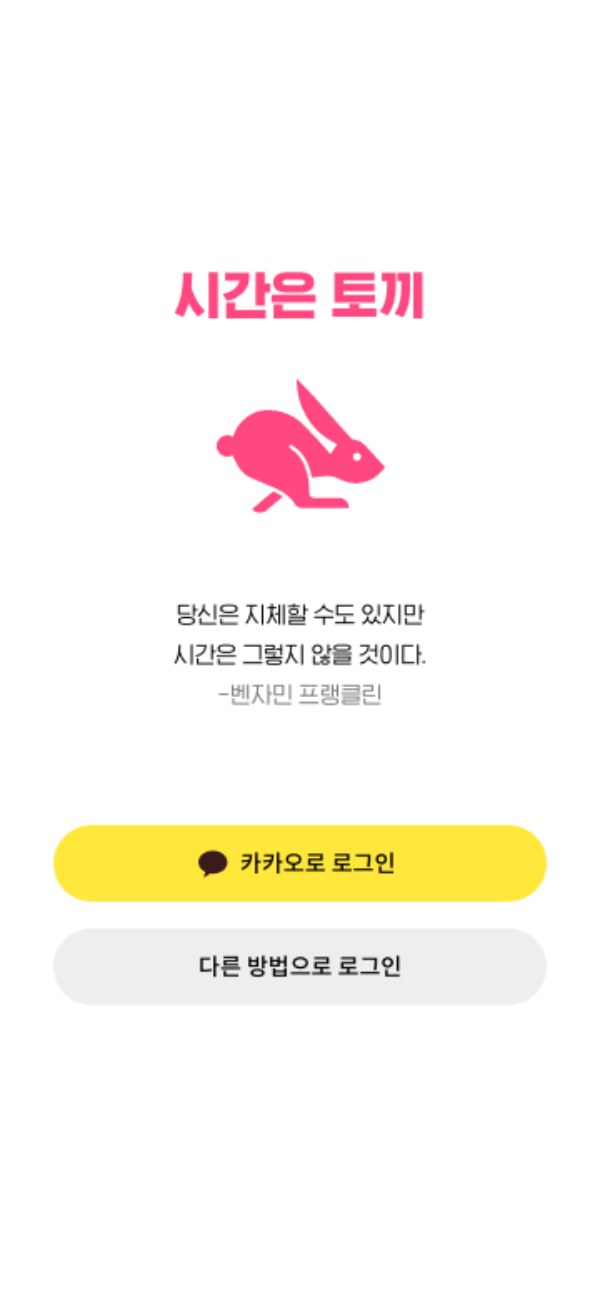 시간은 토끼
당신은 지체할 수도 있지만
시간은 그렇지 않을 것이다.
-벤자민 프랭클린
카카오로 로그인
다른 방법으로 로그인